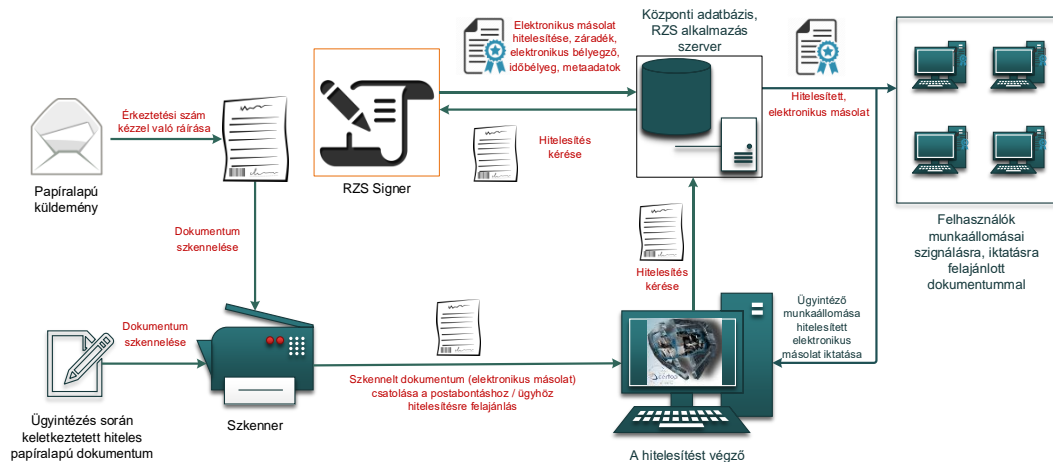 Elektronikus másolat
hitelesítése, záradék,
elektronikus bélyegző,
időbélyeg, metaadatok
Központi adatbázis,
RZS alkalmazás
szerver
Érkeztetési szám
kézzel való ráírása
Papíralapú
küldemény
RZS Signer
Hitelesítés
kérése
Hitelesített,
elektronikus másolat
Felhasználók
munkaállomásai
szignálásra, iktatásra
felajánlott
dokumentummal
Dokumentum
szkennelése
Hitelesítés
kérése
Dokumentum
szkennelése
Szkenner
Szkennelt dokumentum (elektronikus másolat)
csatolása a postabontáshoz / ügyhöz
hitelesítésre felajánlás
Ügyintéző
munkaállomása
hitelesített
elektronikus
másolat iktatása
Ügyintézés során
keletkeztetett hiteles
papíralapú dokumentum
A hitelesítést végző